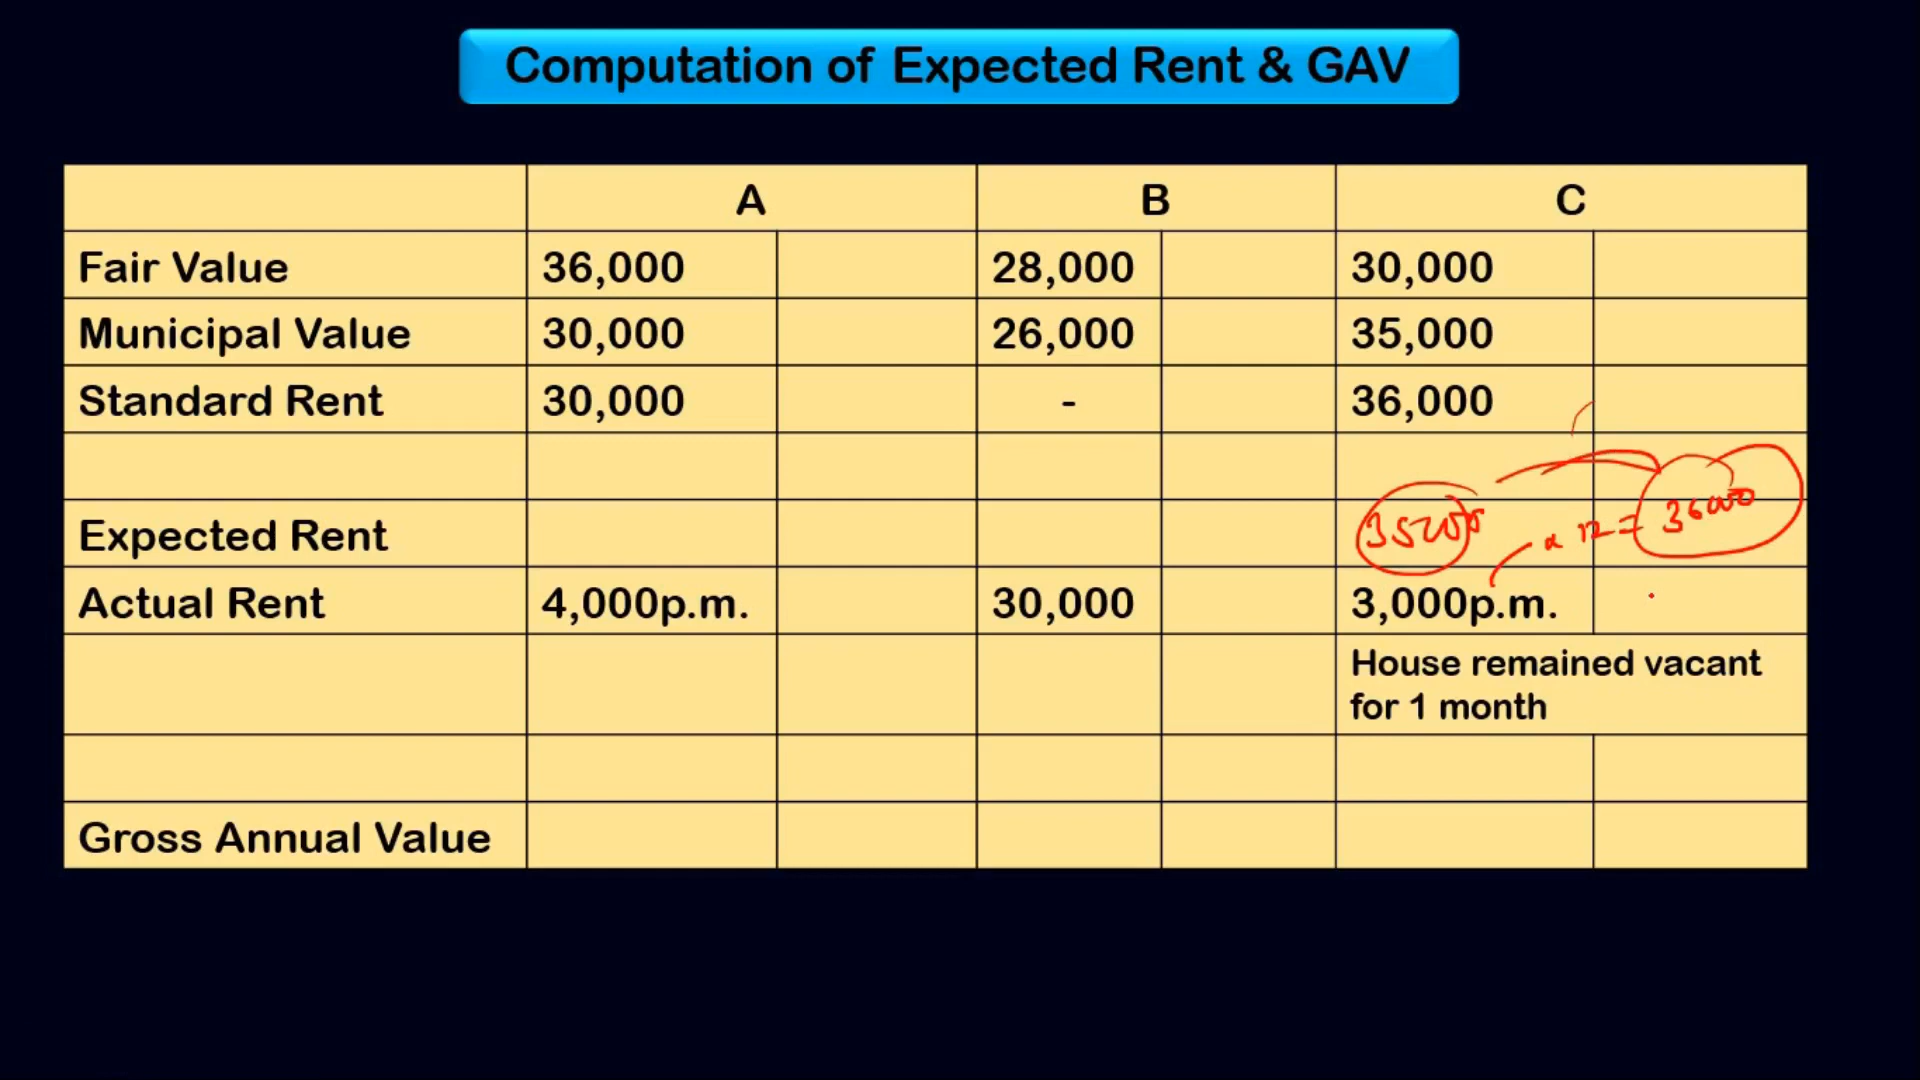 Computation of Expected Rent & GAV
A B C
Fair Value 36,000 28,000 30,000
Municipal Value 30,000 26,000 35,000
Standard Rent 30,000 - 36,000
Expected Rent 35000 x 12 = 36000
Actual Rent 4,000p.m. 30,000 3,000p.m.
House remained vacant
for 1 month
Gross Annual Value